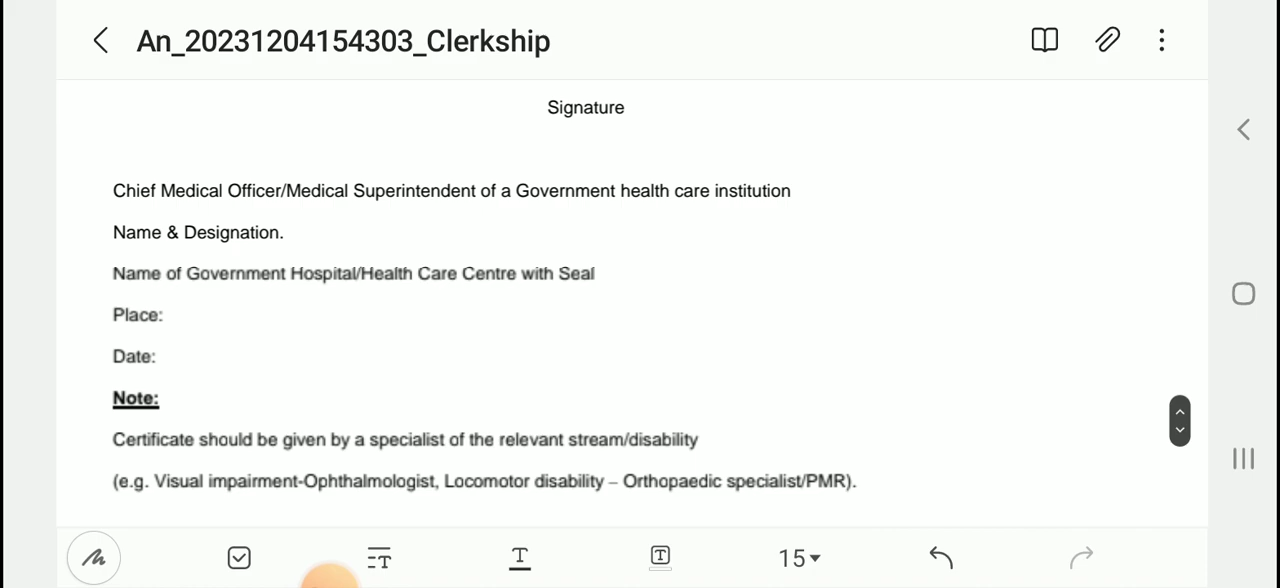 An_20231204154303_Clerkship
Signature
Chief Medical Officer/Medical Superintendent of a Government health care institution
Name & Designation.
Name of Government Hospital/Health Care Centre with Seal
Place:
Date:
Note:
Certificate should be given by a specialist of the relevant stream/disability
(e.g. Visual impairment-Ophthalmologist, Locomotor disability – Orthopaedic specialist/PMR).
15